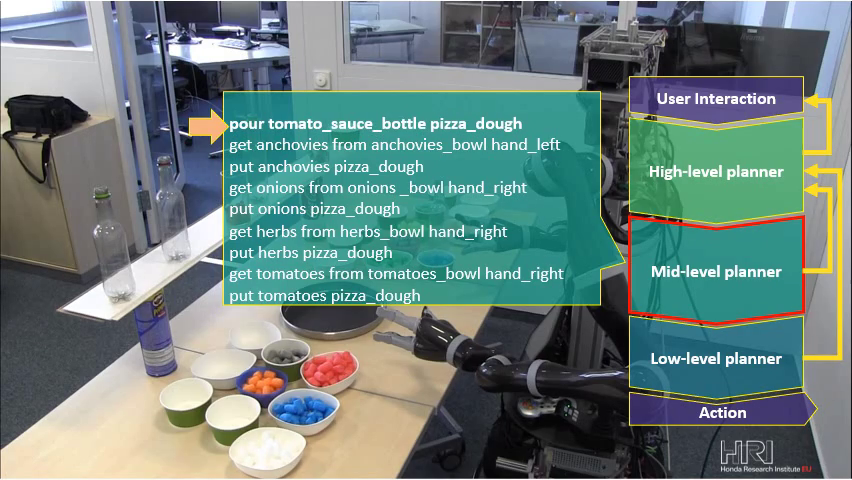 pour tomato_sauce_bottle pizza_dough
get anchovies from anchovies_bowl hand_left
put anchovies pizza_dough
get onions from onions _bowl hand_right
put onions pizza_dough
get herbs from herbs_bowl hand_right
put herbs pizza_dough
get tomatoes from tomatoes_bowl hand_right
put tomatoes pizza_dough
User Interaction
High-level planner
Mid-level planner
Low-level planner
Action
HRI
Honda Research Institute EU